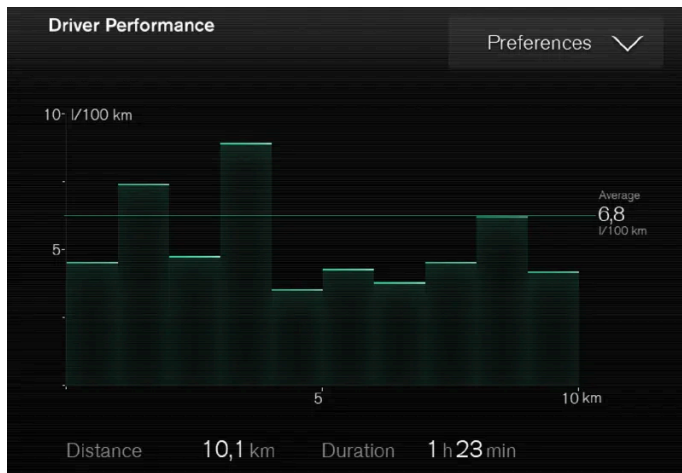 Driver Performance
Preferences
10- l/100 km
Average
6,8
l/100 km
5-
5
10 km
Distance 10,1 km Duration 1 h 23 min